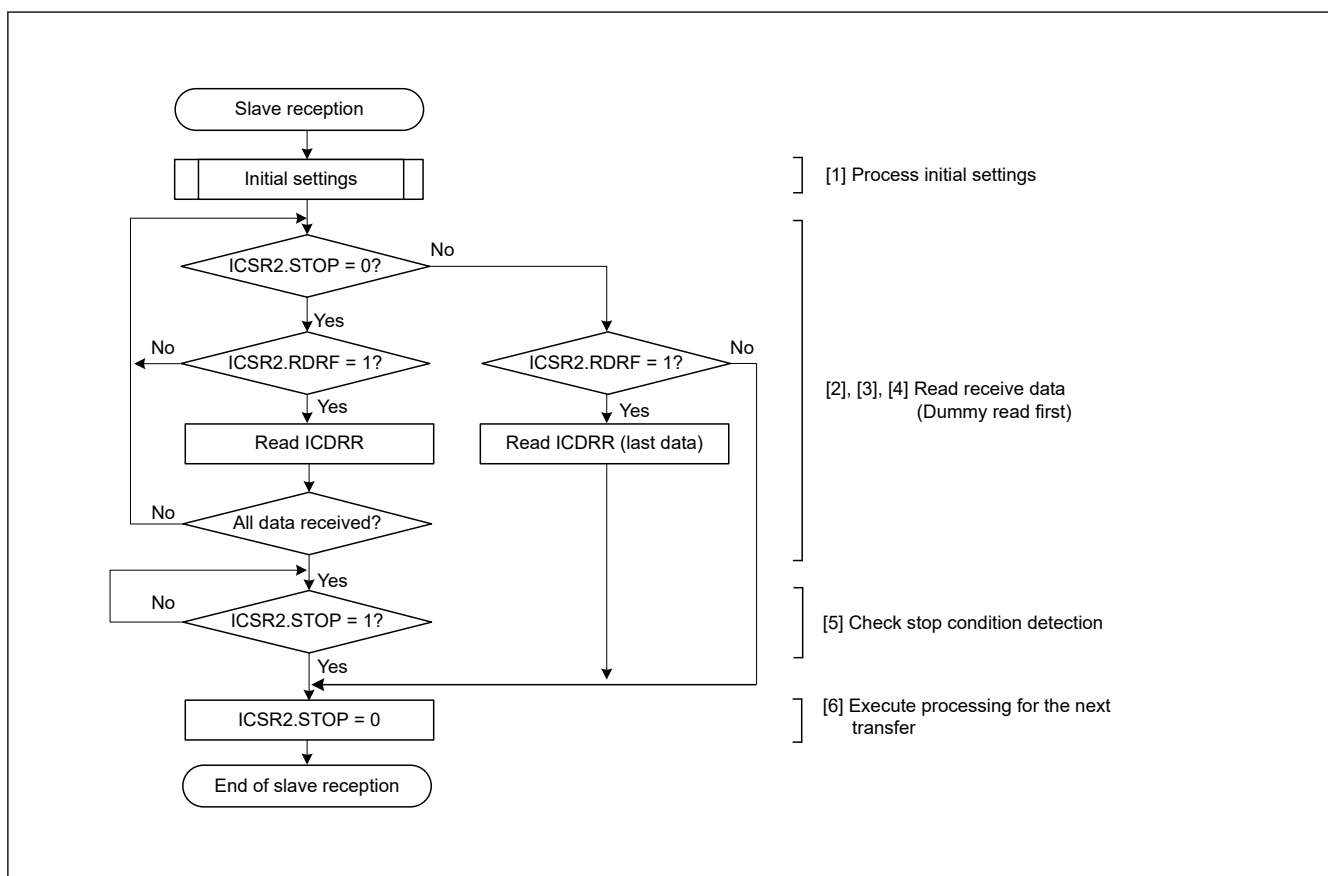 Slave reception
Initial settings
[1] Process initial settings
ICSR2.STOP = 0?
No
Yes
No
ICSR2.RDRF = 1?
ICSR2.RDRF = 1?
No
[2], [3], [4] Read receive data
(Dummy read first)
Yes
Yes
Read ICDRR
Read ICDRR (last data)
No
All data received?
Yes
No
ICSR2.STOP = 1?
[5] Check stop condition detection
Yes
ICSR2.STOP = 0
[6] Execute processing for the next
transfer
End of slave reception